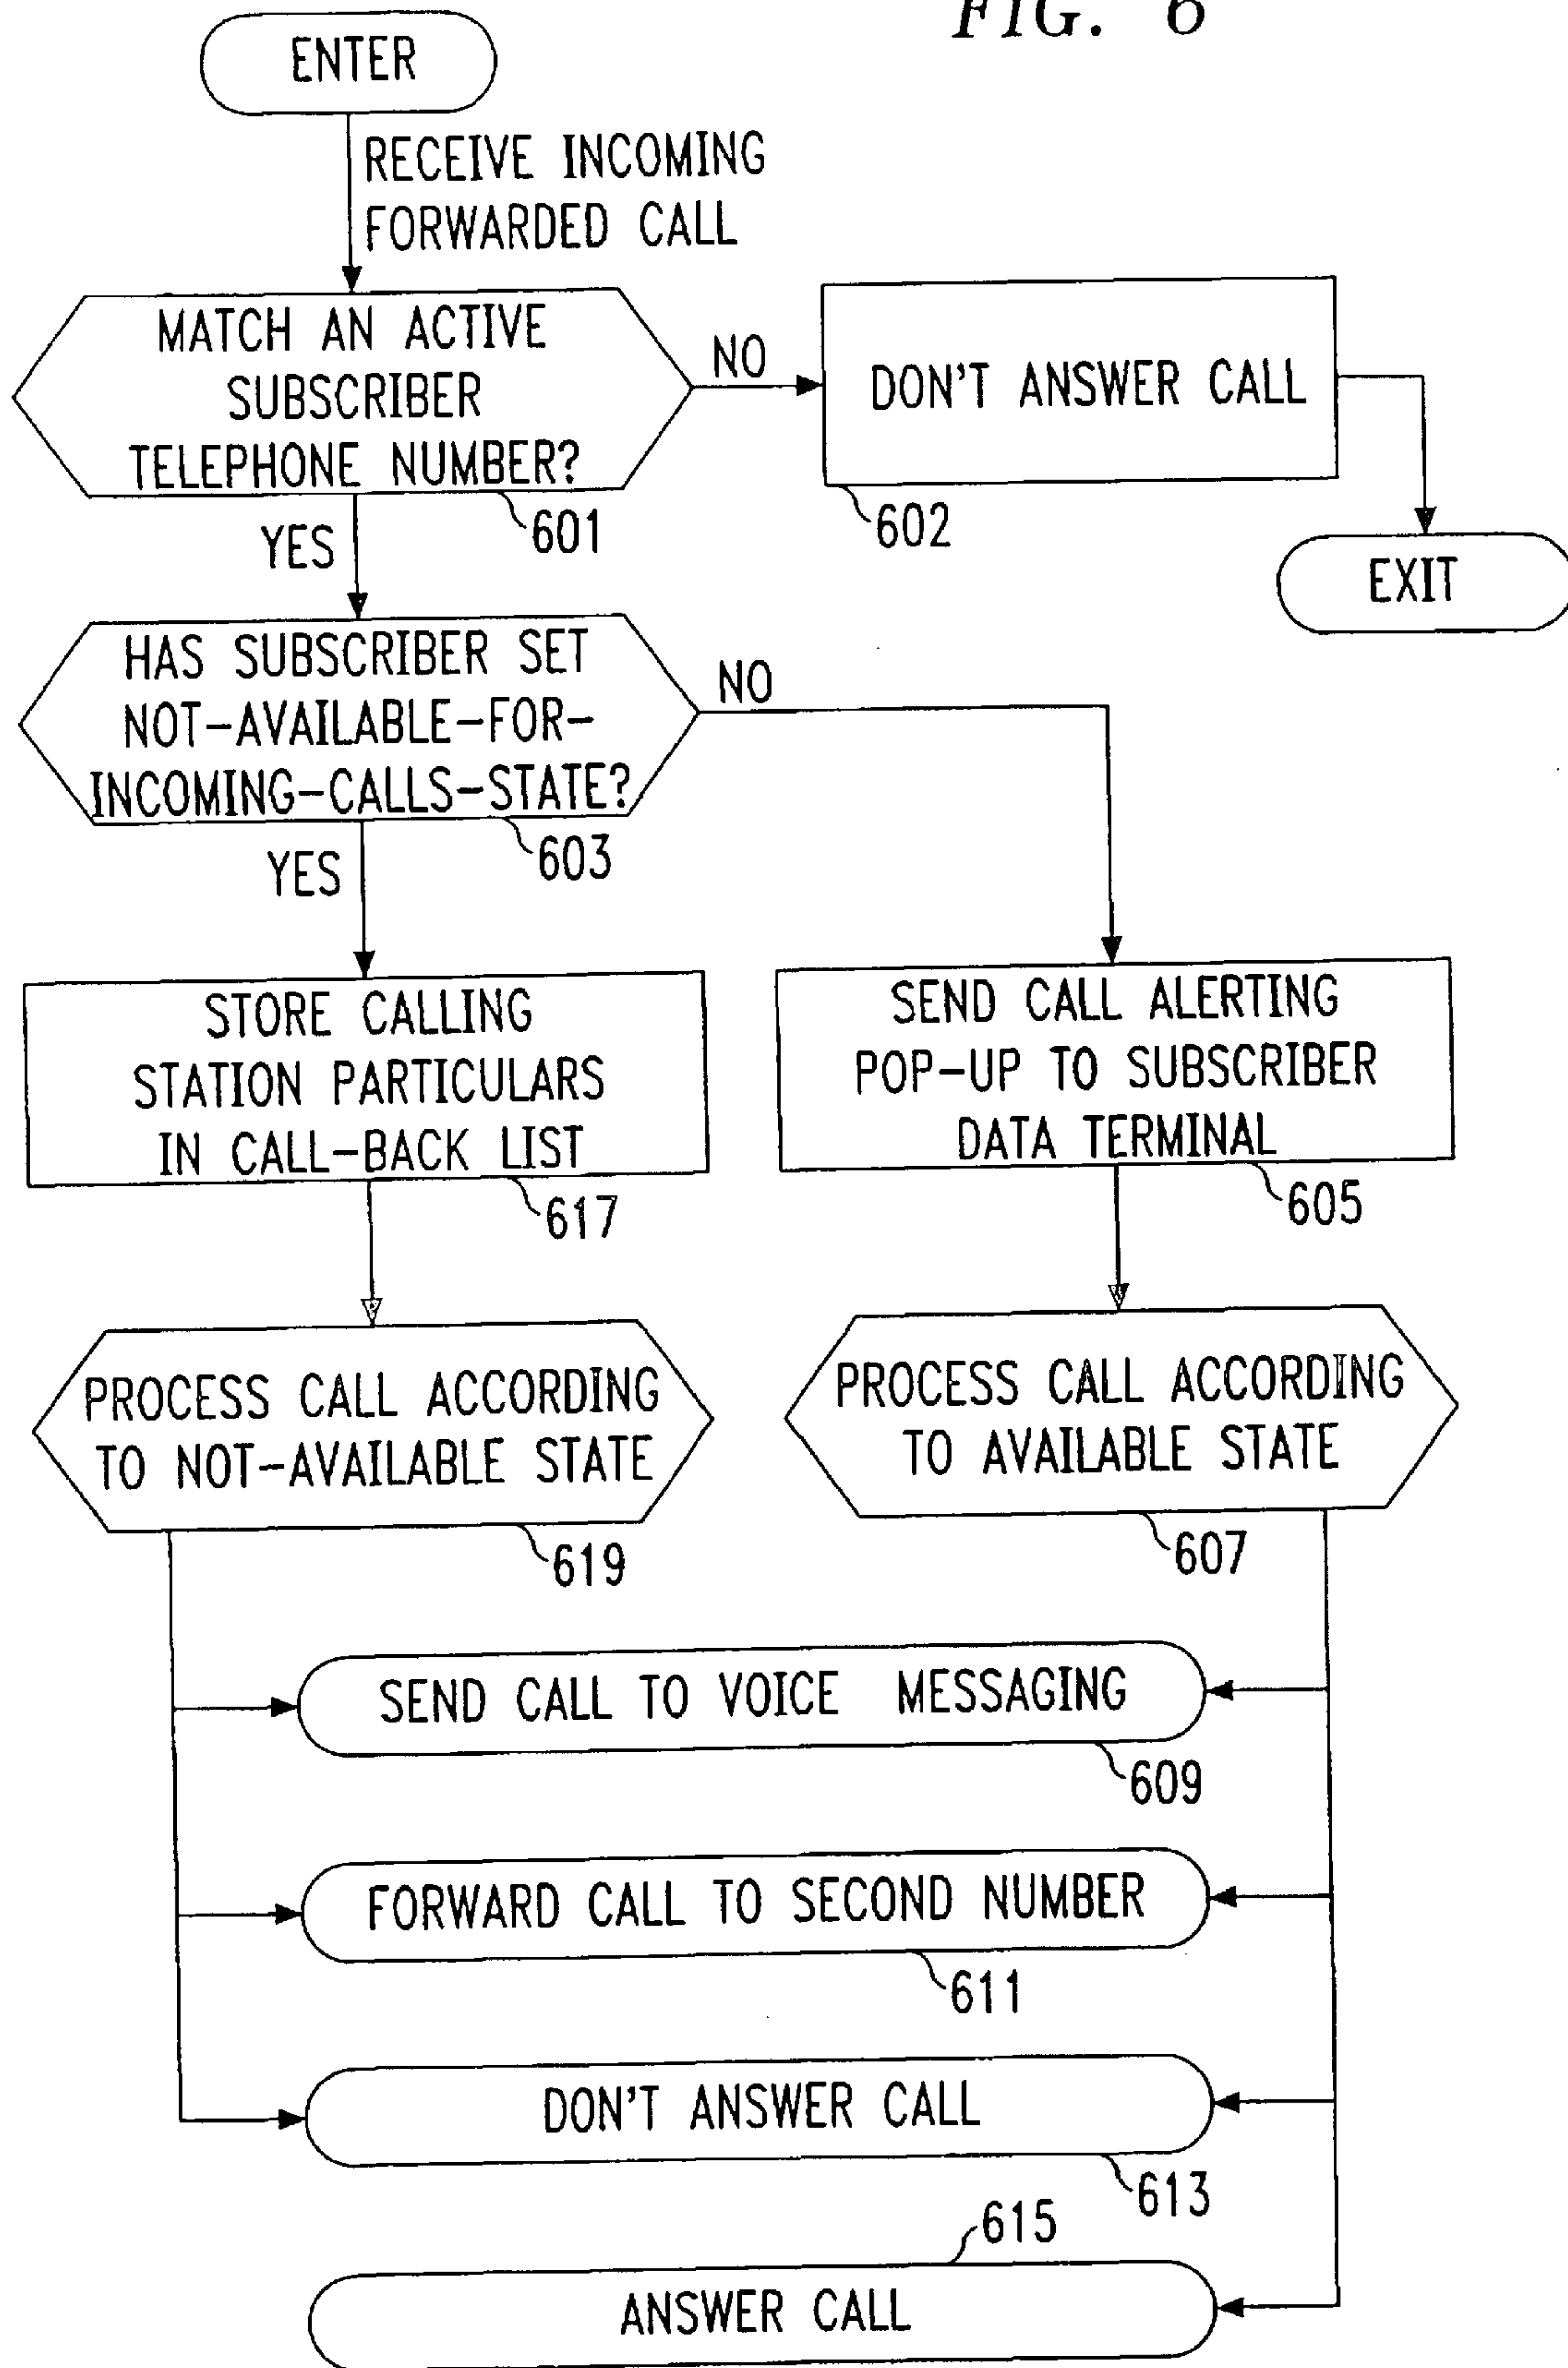 FIG. 6
ENTER
RECEIVE INCOMING
FORWARDED CALL
MATCH AN ACTIVE
SUBSCRIBER
TELEPHONE NUMBER?
601
NO
DON'T ANSWER CALL
602
EXIT
YES
HAS SUBSCRIBER SET
NOT-AVAILABLE-FOR-
INCOMING-CALLS-STATE?
603
NO
YES
STORE CALLING
STATION PARTICULARS
IN CALL-BACK LIST
617
SEND CALL ALERTING
POP-UP TO SUBSCRIBER
DATA TERMINAL
605
PROCESS CALL ACCORDING
TO NOT-AVAILABLE STATE
619
PROCESS CALL ACCORDING
TO AVAILABLE STATE
607
SEND CALL TO VOICE MESSAGING
609
FORWARD CALL TO SECOND NUMBER
611
DON'T ANSWER CALL
613
615
ANSWER CALL